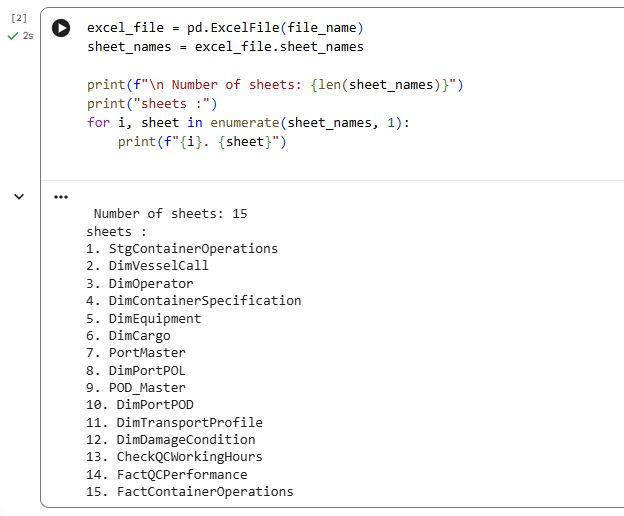 [2]
2s
excel_file = pd.ExcelFile(file_name)
sheet_names = excel_file.sheet_names
print(f"\n Number of sheets: {len(sheet_names)}")
print("sheets :")
for i, sheet in enumerate(sheet_names, 1):
    print(f"{i}. {sheet}")
 Number of sheets: 15
sheets :
1. StgContainerOperations
2. DimVesselCall
3. DimOperator
4. DimContainerSpecification
5. DimEquipment
6. DimCargo
7. PortMaster
8. DimPortPOL
9. POD_Master
10. DimPortPOD
11. DimTransportProfile
12. DimDamageCondition
13. CheckQCWorkingHours
14. FactQCPerformance
15. FactContainerOperations